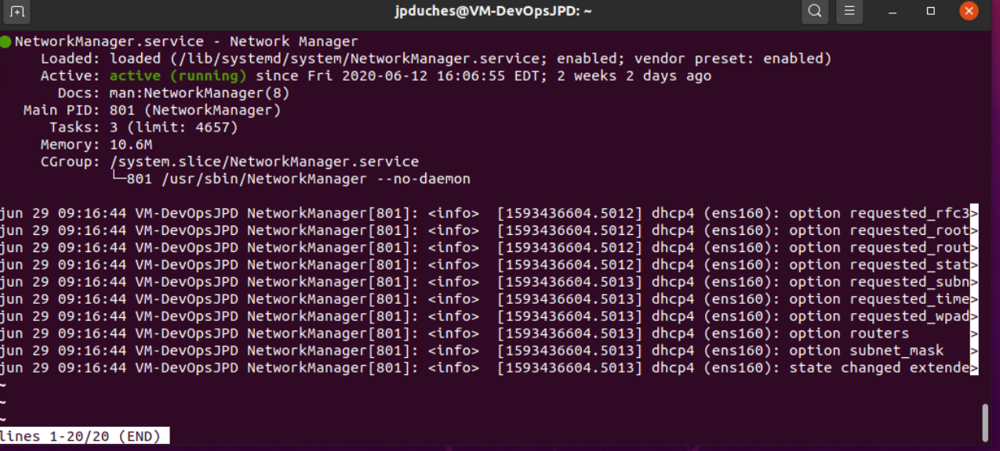 jpduches@VM-DevOpsJPD: ~
NetworkManager.service - Network Manager
Loaded: loaded (/lib/systemd/system/NetworkManager.service; enabled; vendor preset: enabled)
Active: active (running) since Fri 2020-06-12 16:06:55 EDT; 2 weeks 2 days ago
Docs: man:NetworkManager(8)
Main PID: 801 (NetworkManager)
Tasks: 3 (limit: 4657)
Memory: 10.6M
CGroup: /system.slice/NetworkManager.service
└─801 /usr/sbin/NetworkManager --no-daemon
jun 29 09:16:44 VM-DevOpsJPD NetworkManager[801]: <info>  [1593436604.5012] dhcp4 (ens160): option requested_rfc3>
jun 29 09:16:44 VM-DevOpsJPD NetworkManager[801]: <info>  [1593436604.5012] dhcp4 (ens160): option requested_root>
jun 29 09:16:44 VM-DevOpsJPD NetworkManager[801]: <info>  [1593436604.5012] dhcp4 (ens160): option requested_rout>
jun 29 09:16:44 VM-DevOpsJPD NetworkManager[801]: <info>  [1593436604.5012] dhcp4 (ens160): option requested_stat>
jun 29 09:16:44 VM-DevOpsJPD NetworkManager[801]: <info>  [1593436604.5013] dhcp4 (ens160): option requested_subn>
jun 29 09:16:44 VM-DevOpsJPD NetworkManager[801]: <info>  [1593436604.5013] dhcp4 (ens160): option requested_time>
jun 29 09:16:44 VM-DevOpsJPD NetworkManager[801]: <info>  [1593436604.5013] dhcp4 (ens160): option requested_wpad>
jun 29 09:16:44 VM-DevOpsJPD NetworkManager[801]: <info>  [1593436604.5013] dhcp4 (ens160): option routers       >
jun 29 09:16:44 VM-DevOpsJPD NetworkManager[801]: <info>  [1593436604.5013] dhcp4 (ens160): option subnet_mask   >
jun 29 09:16:44 VM-DevOpsJPD NetworkManager[801]: <info>  [1593436604.5013] dhcp4 (ens160): state changed extende>
~
~
~
lines 1-20/20 (END)